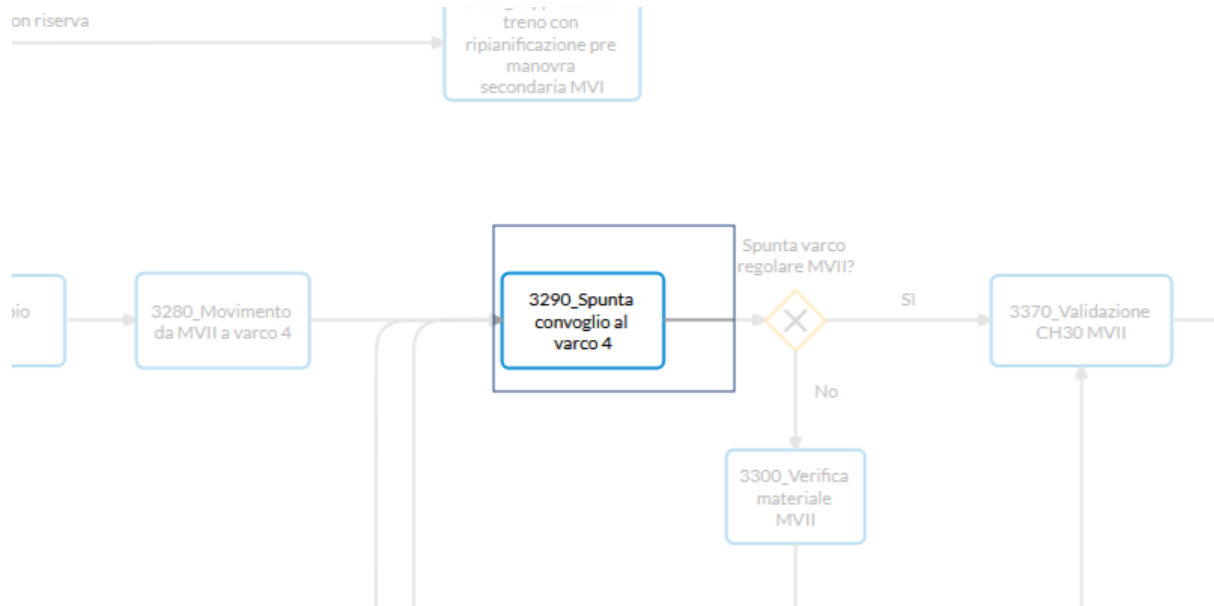 on riserva
treno con
ripianificazione pre
manovra
secondaria MVI
Spunta varco
regolare MVII?
3280_Movimento
da MVII a varco 4
3290_Spunta
convoglio al
varco 4
Sì
3370_Validazione
CH30 MVII
No
3300_Verifica
materiale
MVII